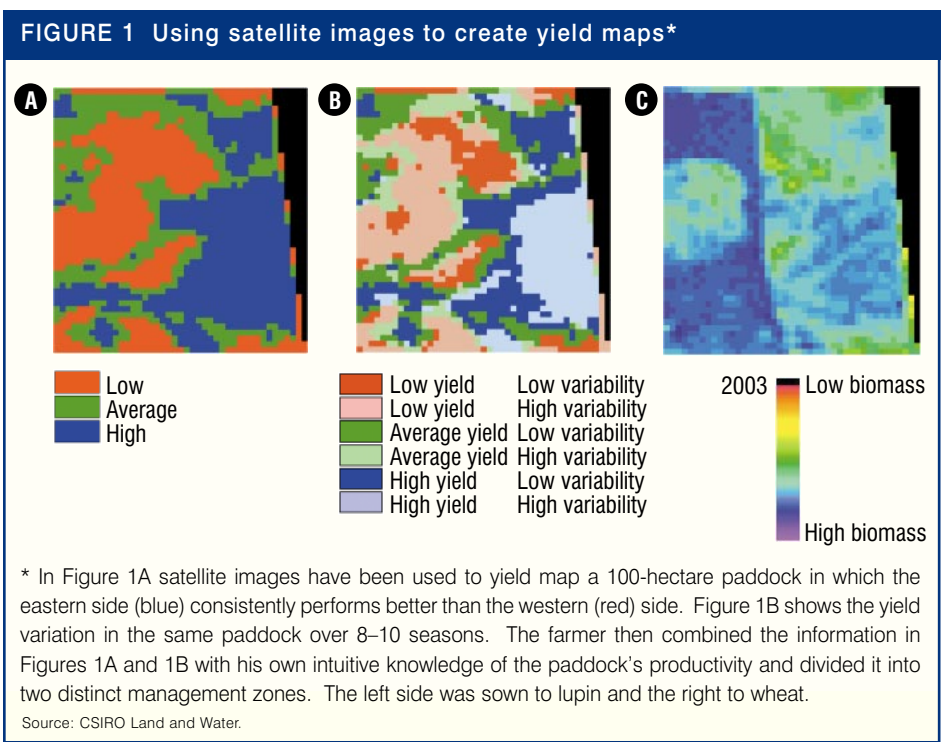 FIGURE 1 Using satellite images to create yield maps*
A
B
C
Low
Average
High
Low yield Low variability
Low yield High variability
Average yield Low variability
Average yield High variability
High yield Low variability
High yield High variability
2003 Low biomass
High biomass
* In Figure 1A satellite images have been used to yield map a 100-hectare paddock in which the
eastern side (blue) consistently performs better than the western (red) side. Figure 1B shows the yield
variation in the same paddock over 8–10 seasons. The farmer then combined the information in
Figures 1A and 1B with his own intuitive knowledge of the paddock's productivity and divided it into
two distinct management zones. The left side was sown to lupin and the right to wheat.
Source: CSIRO Land and Water.